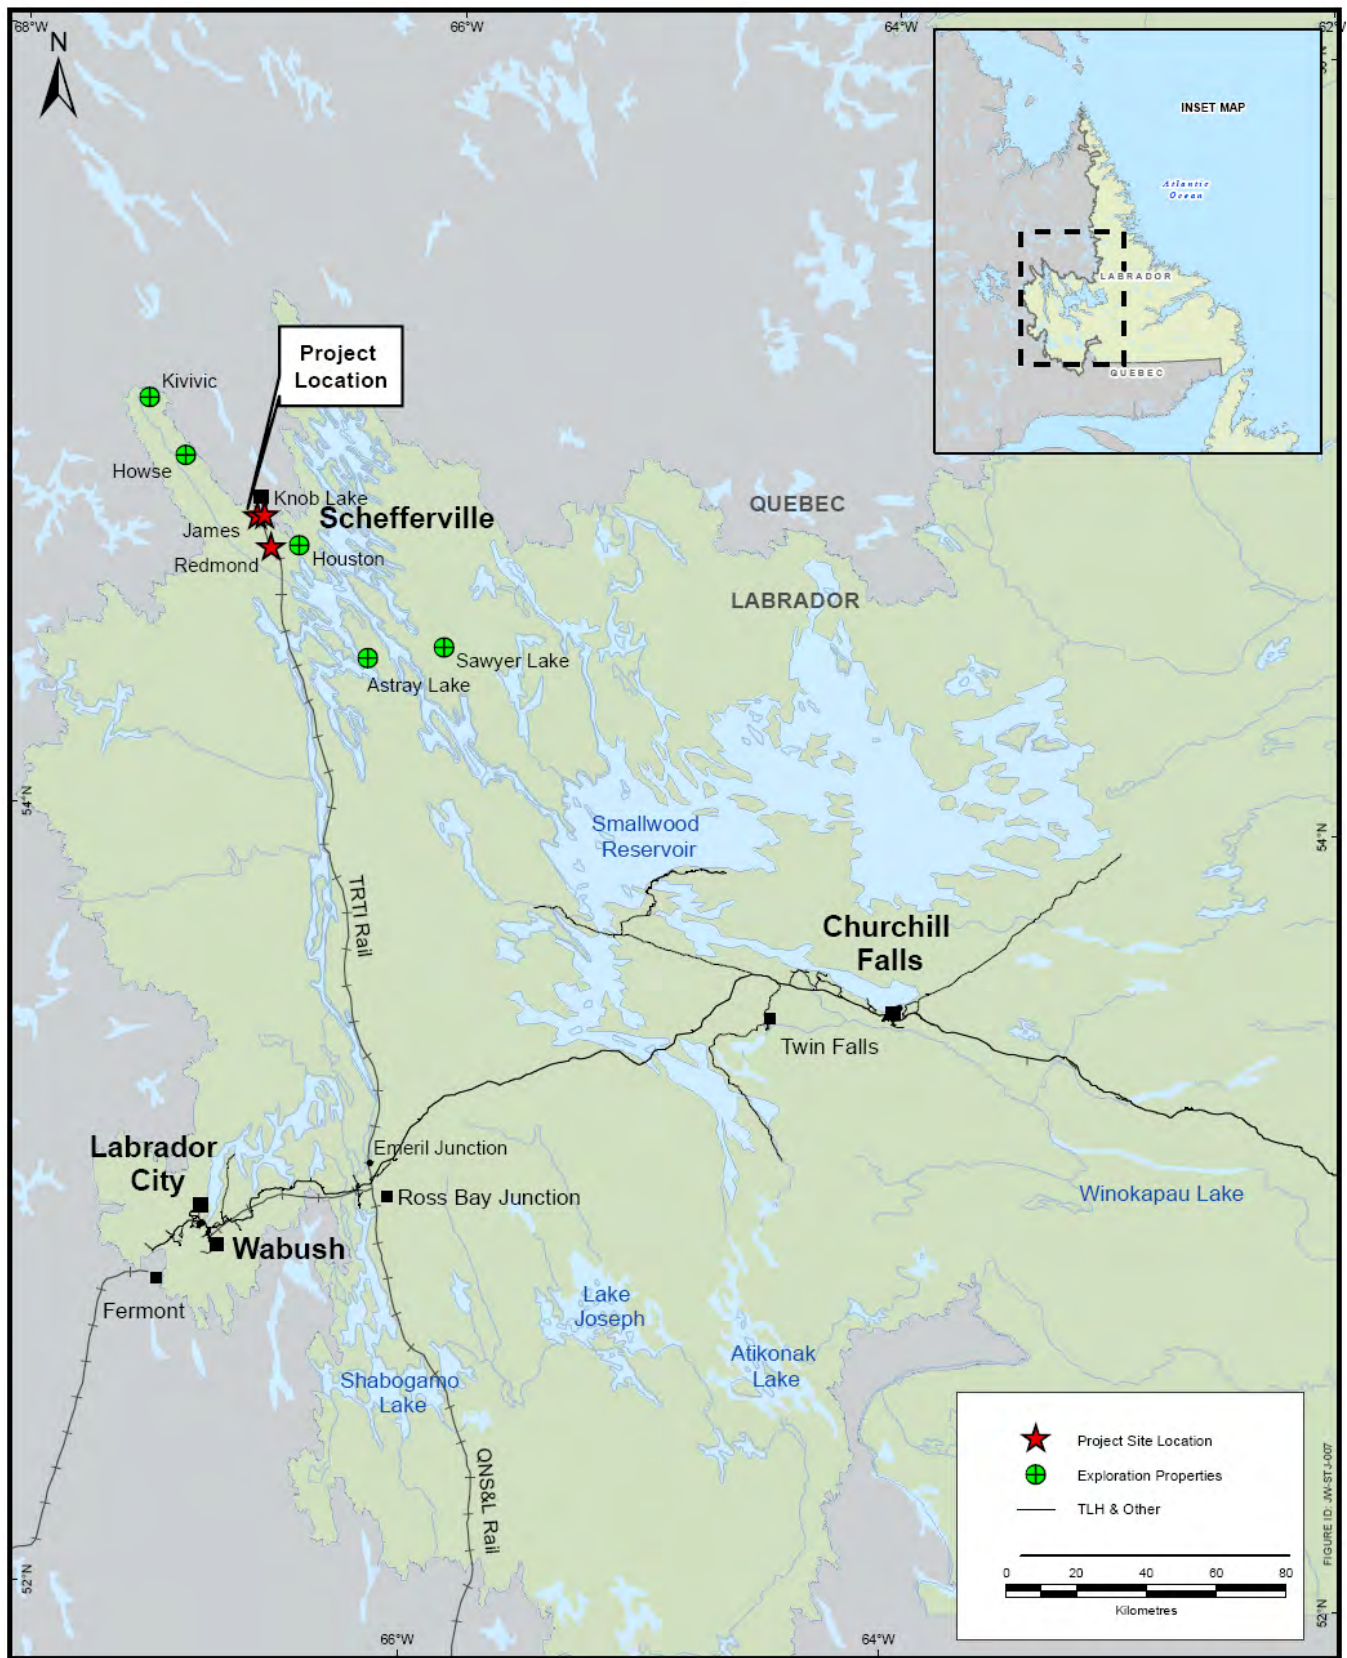 68°W
66°W
64°W
62°W
N
INSET MAP
Atlantic
Ocean
LABRADOR
QUEBEC
Project
Location
Kivivic
Howse
Knob Lake
James
Schefferville
Redmond
Houston
QUEBEC
LABRADOR
Sawyer Lake
Astray Lake
54°N
54°N
Smallwood
Reservoir
TRTI Rail
Churchill
Falls
Twin Falls
Labrador
City
Emeril Junction
Ross Bay Junction
Winokapau Lake
Wabush
Fermont
Lake
Joseph
Atikonak
Lake
Shabogamo
Lake
QNS&L Rail
Project Site Location
Exploration Properties
TLH & Other
0 20 40 60 80
Kilometres
FIGURE ID: JW-STJ-007
52°N
52°N
66°W
64°W